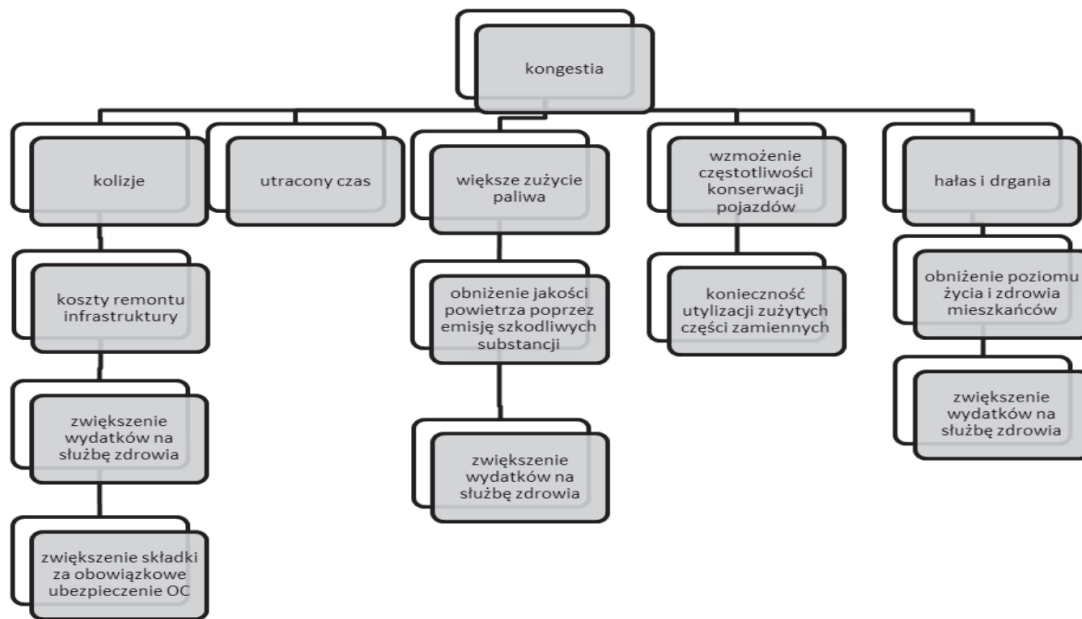 kongestia
kolizje
utracony czas
większe zużycie
paliwa
wzmożenie
częstotliwości
konserwacji
pojazdów
hałas i drgania
koszty remontu
infrastruktury
obniżenie jakości
powietrza poprzez
emisję szkodliwych
substancji
konieczność
utylizacji zużytych
części zamiennych
obniżenie poziomu
życia i zdrowia
mieszkańców
zwiększenie
wydatków na
służbę zdrowia
zwiększenie
wydatków na
służbę zdrowia
zwiększenie
wydatków na
służbę zdrowia
zwiększenie składki
za obowiązkowe
ubezpieczenie OC